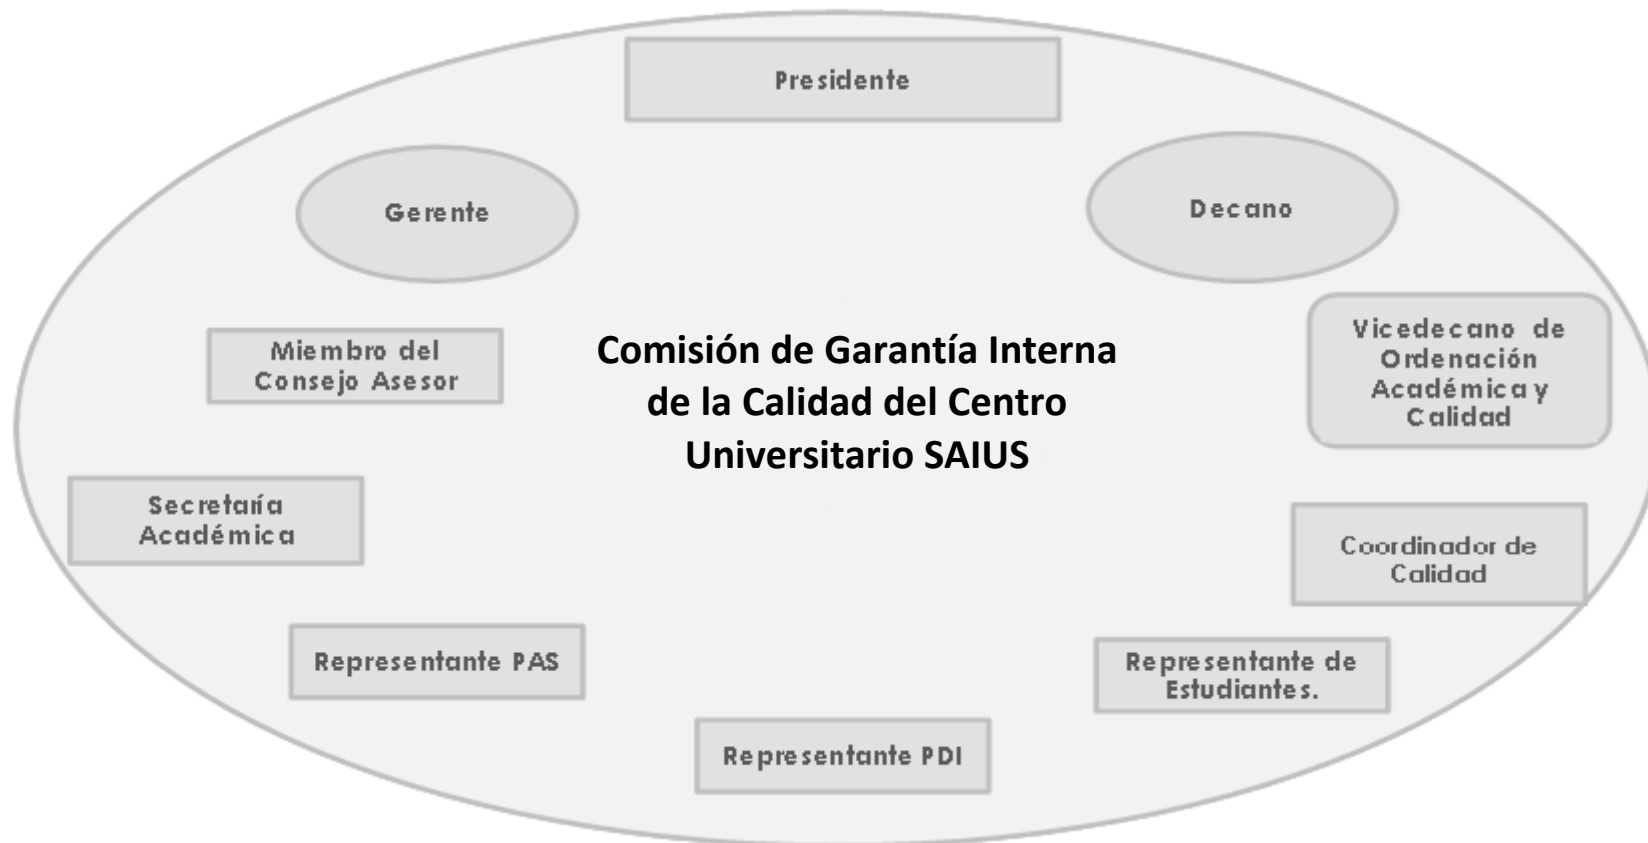 Presidente
Gerente
Decano
Miembro del
Consejo Asesor
Comisión de Garantía Interna
de la Calidad del Centro
Universitario SAIUS
Vicedecano de
Ordenación
Académica y
Calidad
Secretaría
Académica
Coordinador de
Calidad
Representante PAS
Representante de
Estudiantes.
Representante PDI